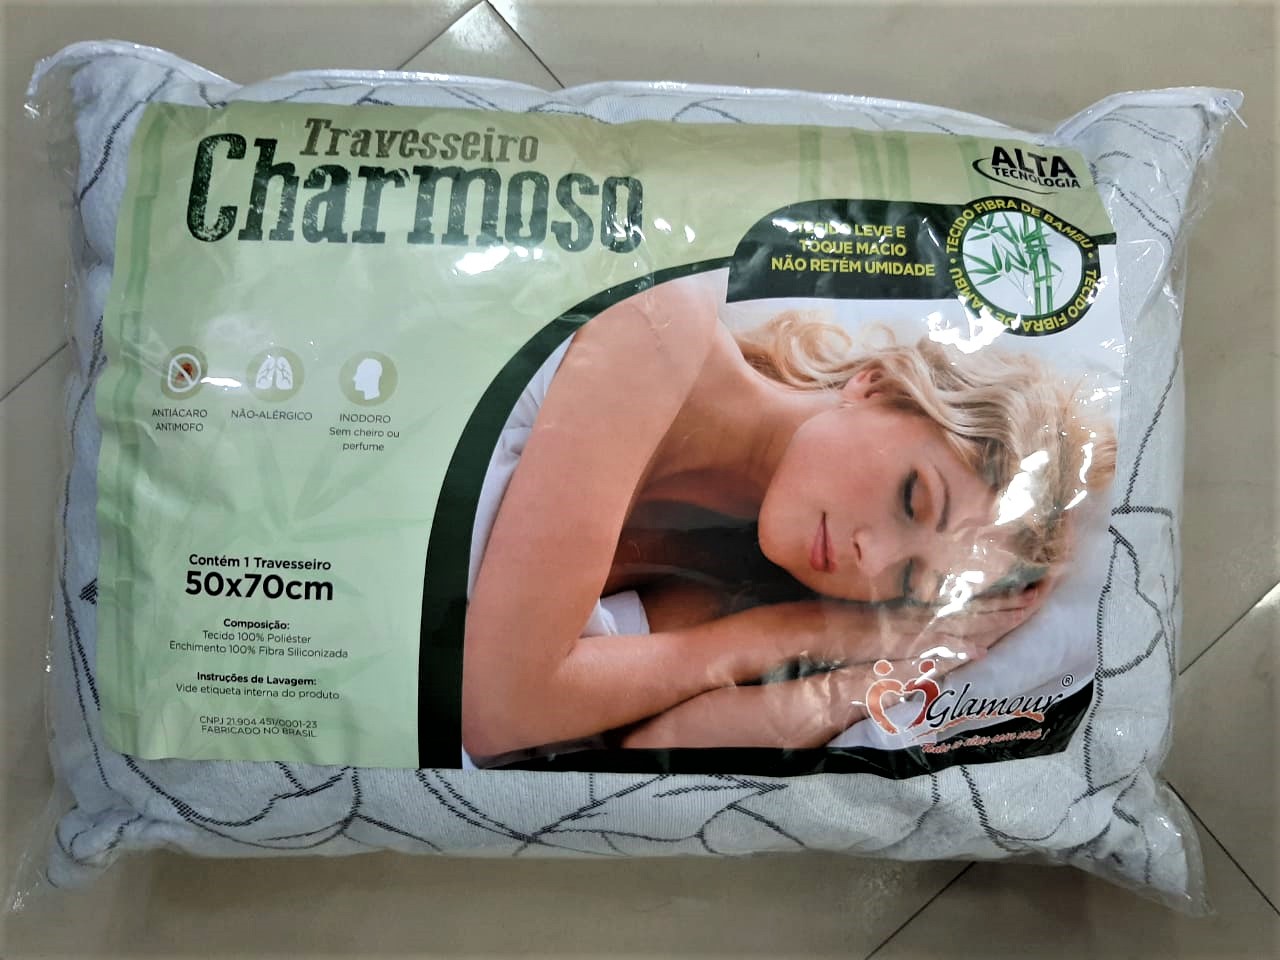 Travesseiro
Charmoso
ALTA
TECNOLOGIA
TECIDO LEVE E
TOQUE MACIO
NÃO RETÉM UMIDADE
TECIDO FIBRA DE BAMBU • TECIDO FIBRA DE BAMBU •
ANTIÁCARO
ANTIMOFO
NÃO-ALÉRGICO
INODORO
Sem cheiro ou
perfume
Contém 1 Travesseiro
50x70cm
Composição:
Tecido 100% Poliéster
Enchimento 100% Fibra Siliconizada
Instruções de Lavagem:
Vide etiqueta interna do produto
CNPJ 21.904.451/0001-23
FABRICADO NO BRASIL
Glamour ®